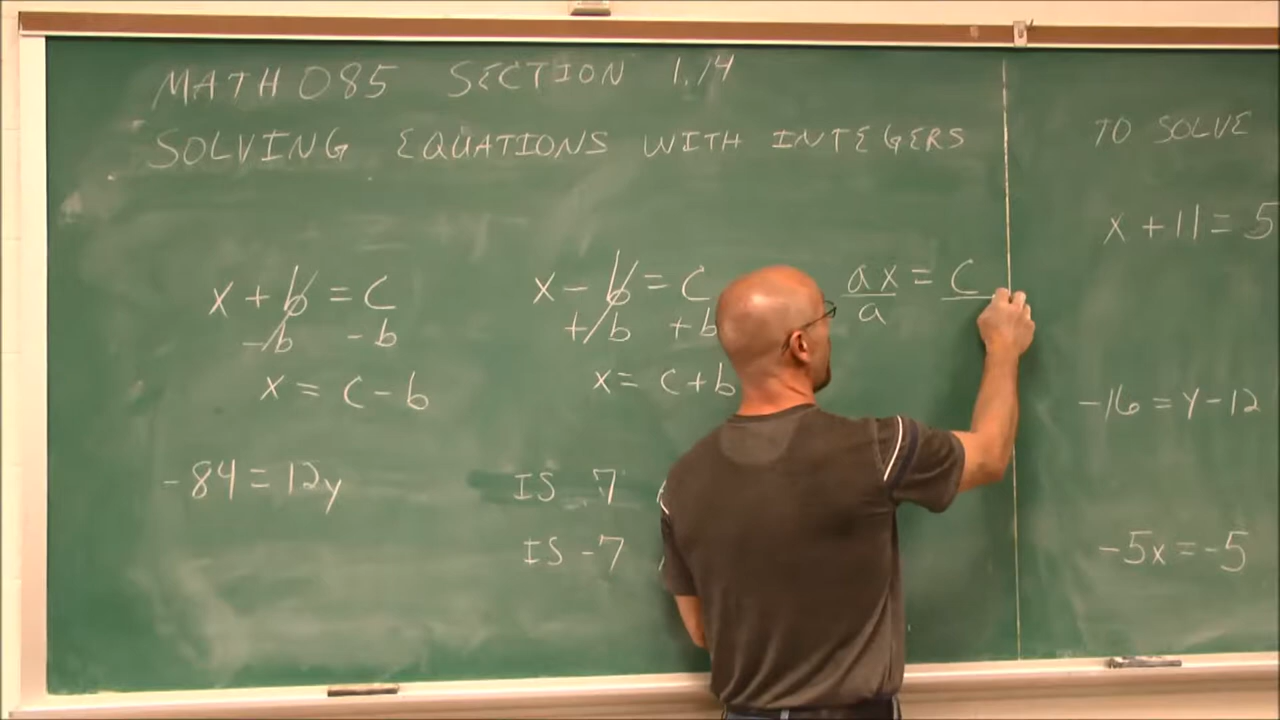 MATH 085 SECTION 1.14
SOLVING EQUATIONS WITH INTEGERS
x + b = c
-b -b
x = c - b
x - b = c
+b +b
x = c + b
ax = c
a
-84 = 12y
IS 7
IS -7
TO SOLVE
x + 11 = 5
-16 = y - 12
-5x = -5